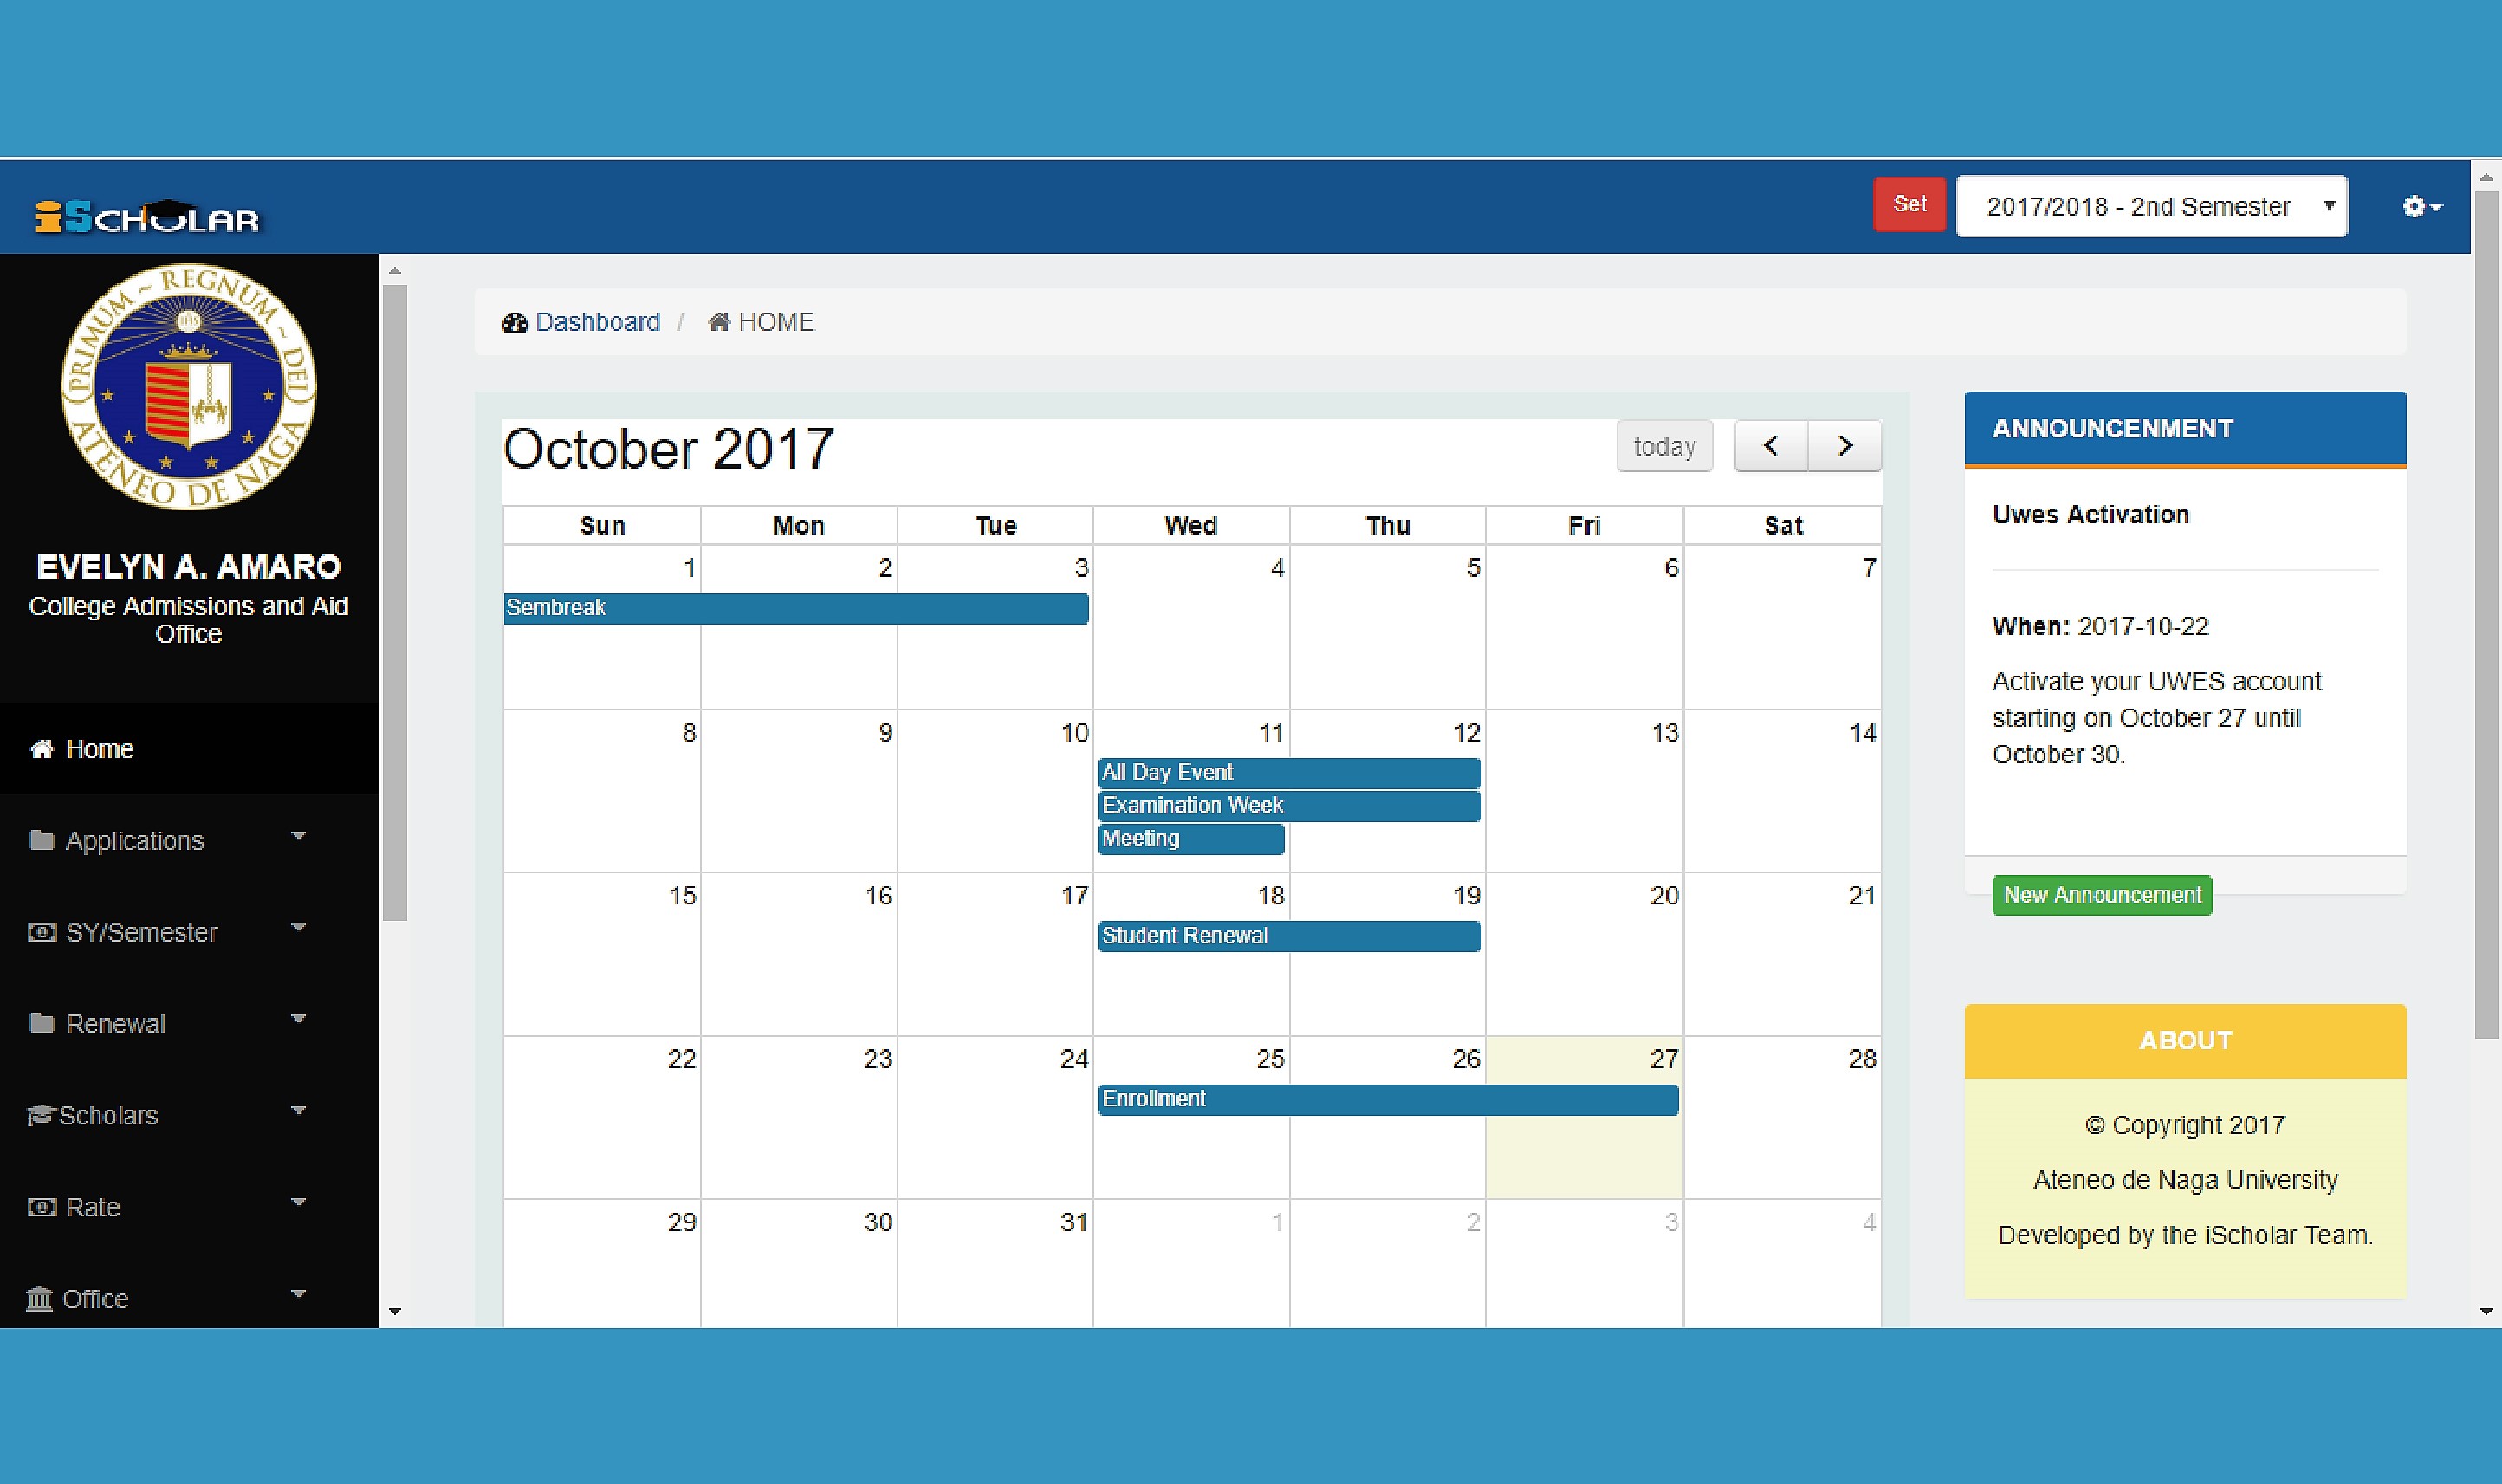 iScholar
Set
2017/2018 - 2nd Semester
PRIMUM ~ REGNUM ~ DEI
IHS
ATENEO DE NAGA
EVELYN A. AMARO
College Admissions and Aid
Office
Home
Applications
SY/Semester
Renewal
Scholars
Rate
Office
Dashboard / HOME
October 2017
today
Sun Mon Tue Wed Thu Fri Sat
1 2 3 4 5 6 7
Sembreak
8 9 10 11 12 13 14
All Day Event
Examination Week
Meeting
15 16 17 18 19 20 21
Student Renewal
22 23 24 25 26 27 28
Enrollment
29 30 31 1 2 3 4
ANNOUNCENMENT
Uwes Activation
When: 2017-10-22
Activate your UWES account
starting on October 27 until
October 30.
New Announcement
ABOUT
© Copyright 2017
Ateneo de Naga University
Developed by the iScholar Team.